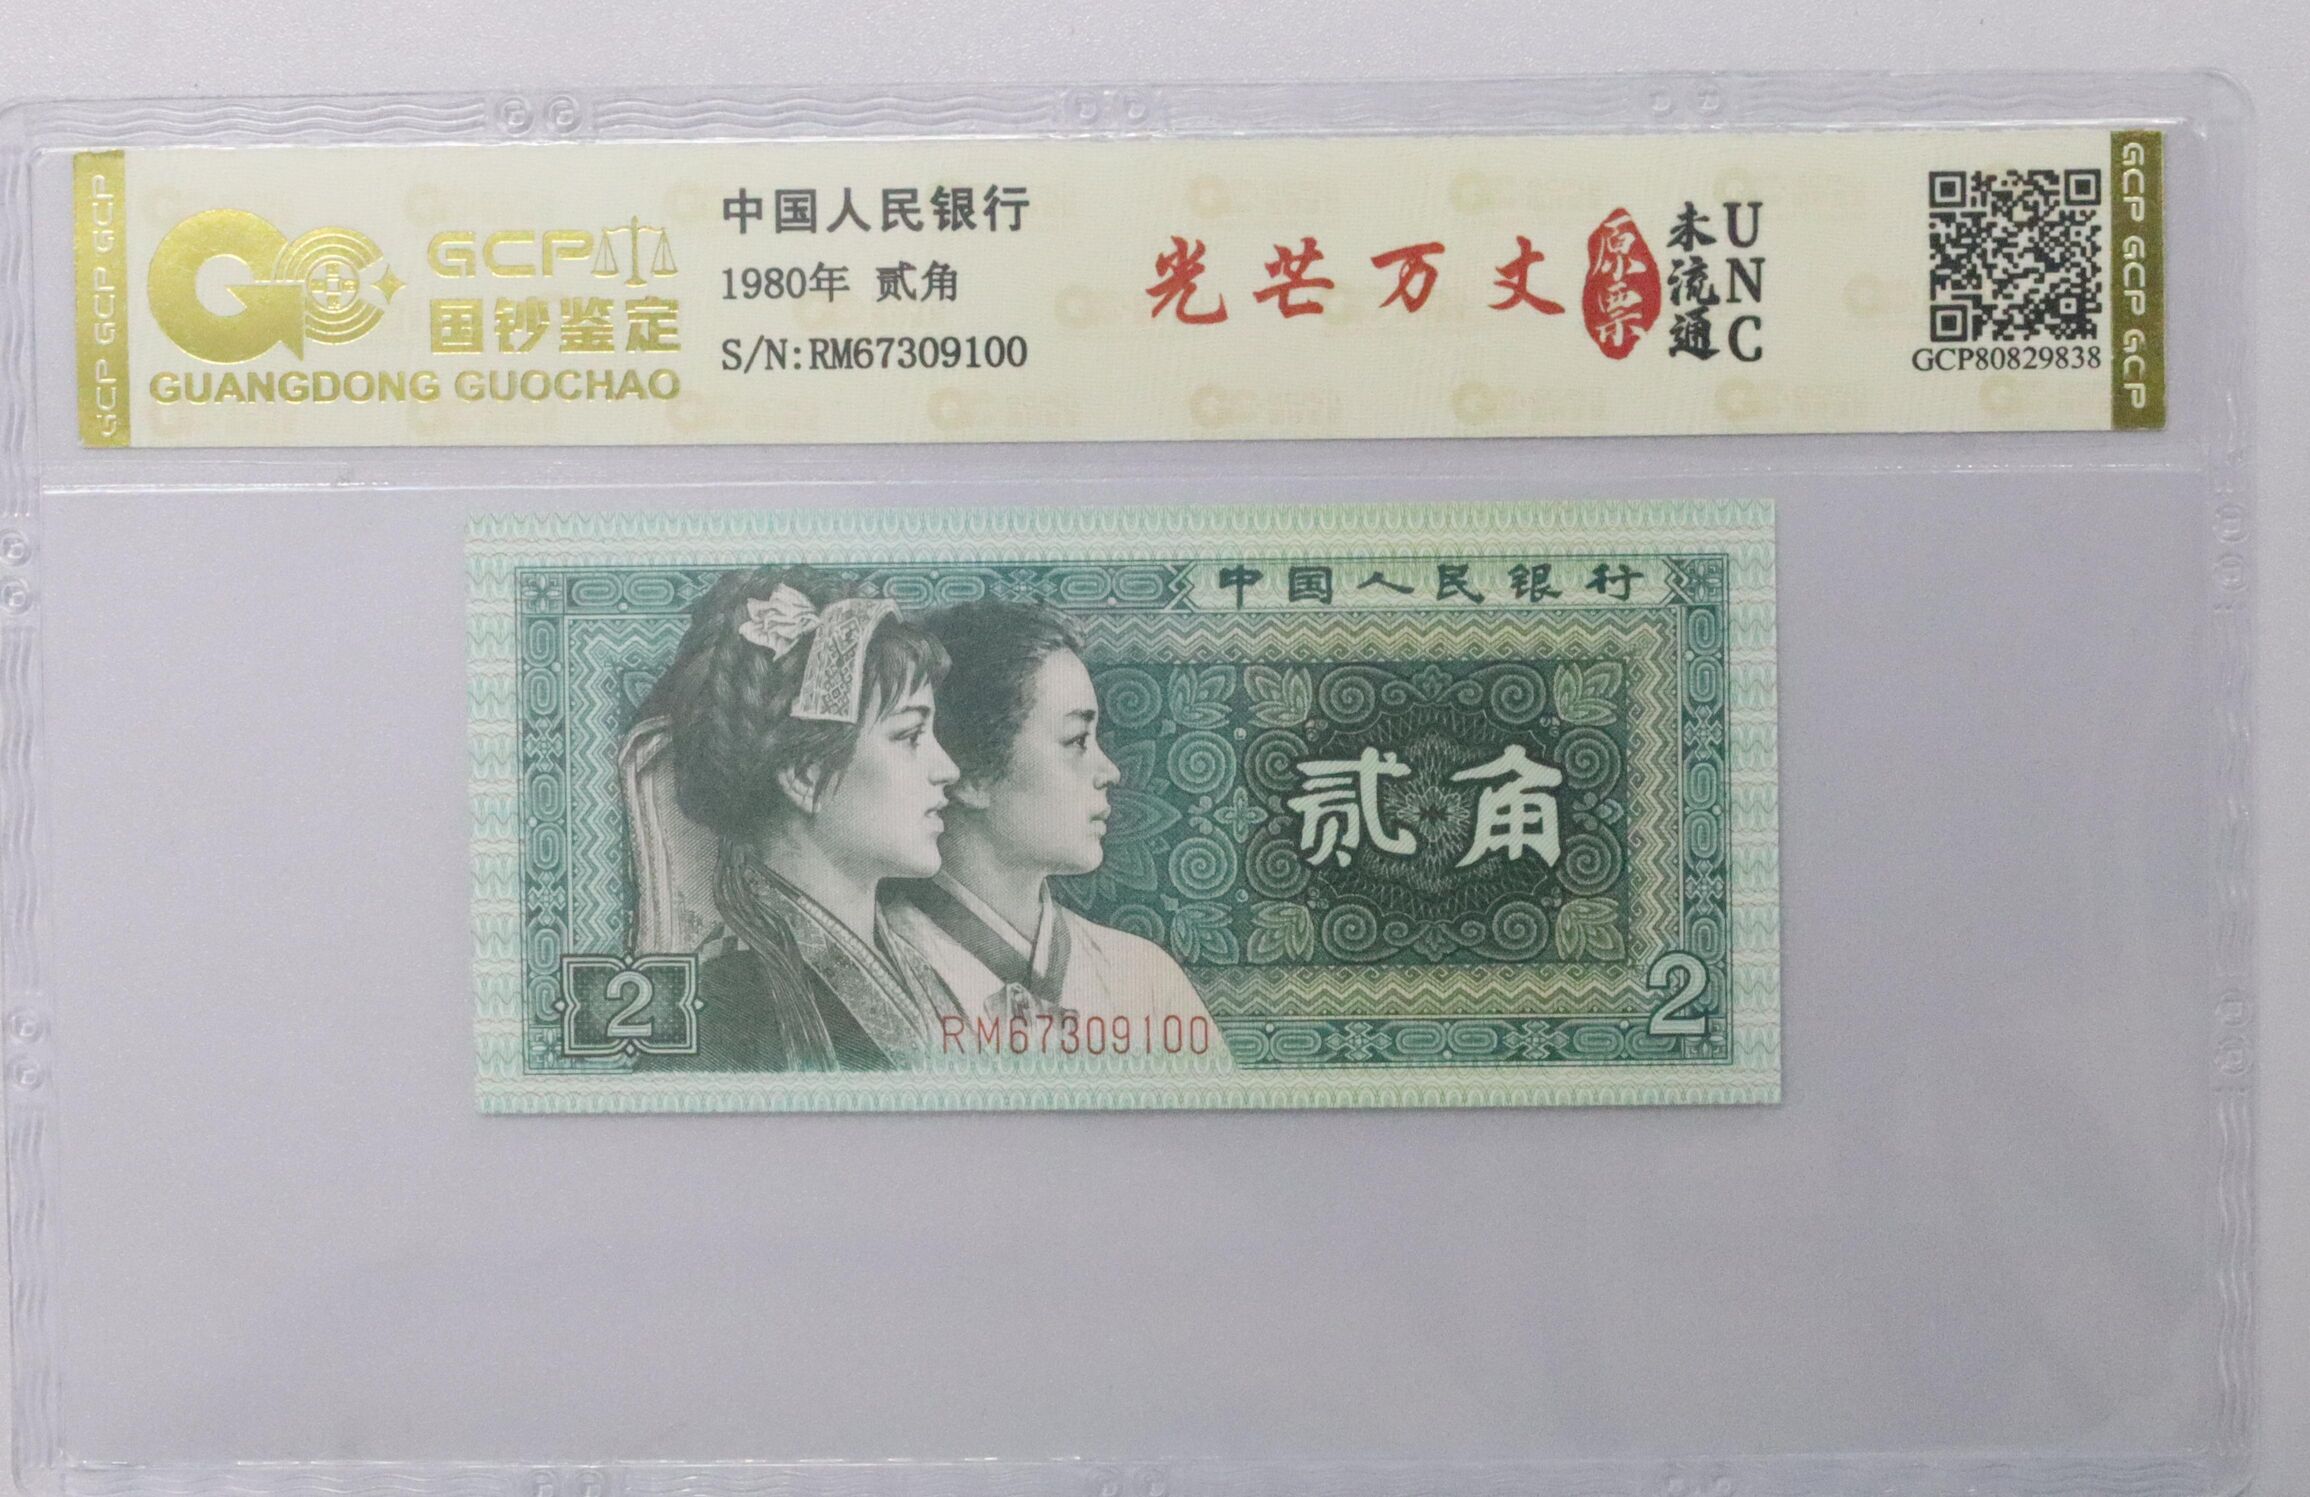 GCP GCP GCP
GCP
国钞鉴定
GUANGDONG GUOCHAO
中国人民银行
1980年 贰角
S/N:RM67309100
光芒万丈
原票
未流通
UNC
GCP80829838
GCP GCP GCP
中国人民银行
贰角
2
2
RM67309100